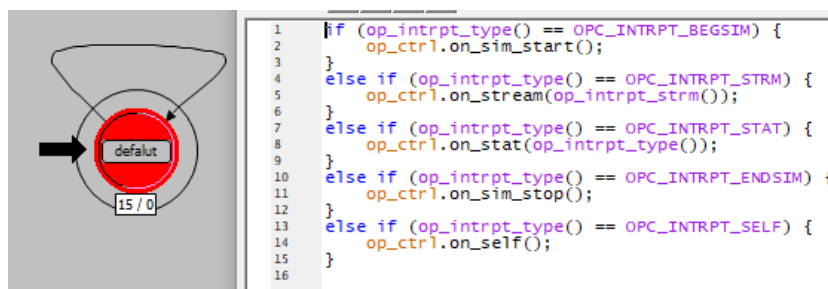 defalut
15 / 0
1 if (op_intrpt_type() == OPC_INTRPT_BEGSIM) {
2     op_ctrl.on_sim_start();
3 }
4 else if (op_intrpt_type() == OPC_INTRPT_STRM) {
5     op_ctrl.on_stream(op_intrpt_strm());
6 }
7 else if (op_intrpt_type() == OPC_INTRPT_STAT) {
8     op_ctrl.on_stat(op_intrpt_type());
9 }
10 else if (op_intrpt_type() == OPC_INTRPT_ENDSIM) {
11     op_ctrl.on_sim_stop();
12 }
13 else if (op_intrpt_type() == OPC_INTRPT_SELF) {
14     op_ctrl.on_self();
15 }
16